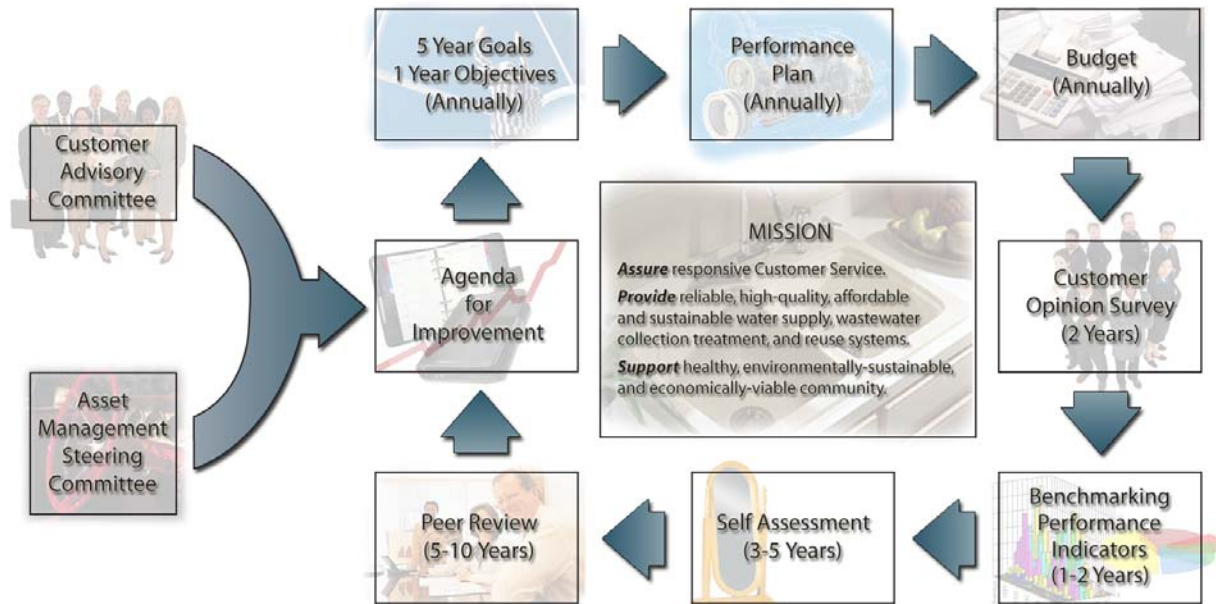 5 Year Goals
1 Year Objectives
(Annually)
Performance
Plan
(Annually)
Budget
(Annually)
Customer
Advisory
Committee
Agenda
for
Improvement
MISSION
Assure responsive Customer Service.
Provide reliable, high-quality, affordable
and sustainable water supply, wastewater
collection treatment, and reuse systems.
Support healthy, environmentally-sustainable,
and economically-viable community.
Customer
Opinion Survey
(2 Years)
Asset
Management
Steering
Committee
Peer Review
(5-10 Years)
Self Assessment
(3-5 Years)
Benchmarking
Performance
Indicators
(1-2 Years)